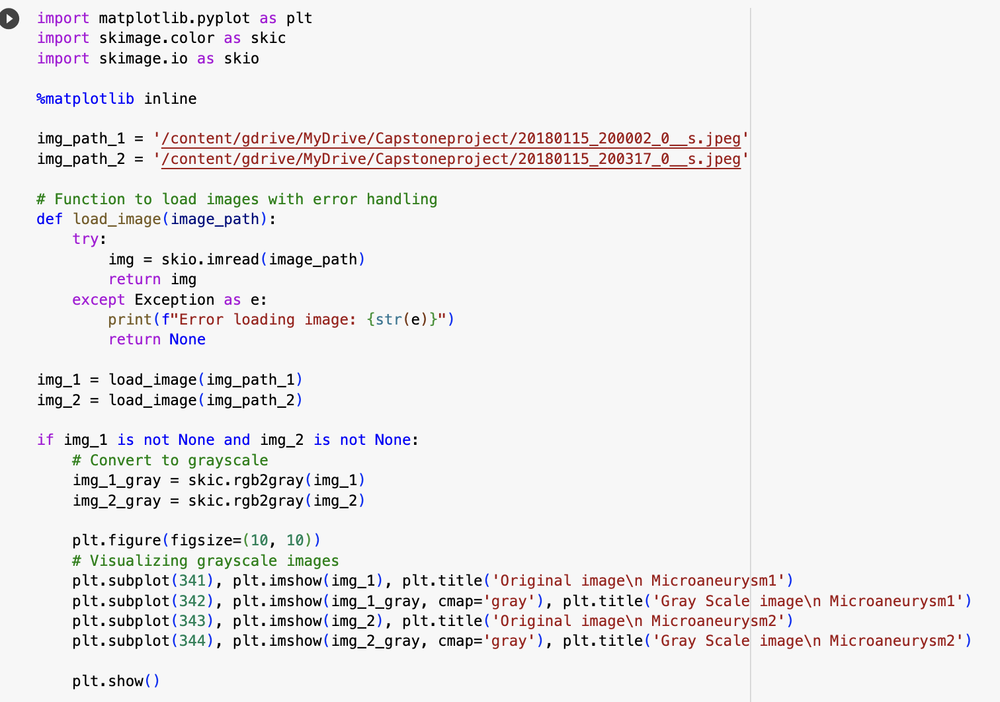 import matplotlib.pyplot as plt
import skimage.color as skic
import skimage.io as skio
%matplotlib inline
img_path_1 = '/content/gdrive/MyDrive/Capstoneproject/20180115_200002_0__s.jpeg'
img_path_2 = '/content/gdrive/MyDrive/Capstoneproject/20180115_200317_0__s.jpeg'
# Function to load images with error handling
def load_image(image_path):
    try:
        img = skio.imread(image_path)
        return img
    except Exception as e:
        print(f"Error loading image: {str(e)}")
        return None
img_1 = load_image(img_path_1)
img_2 = load_image(img_path_2)
if img_1 is not None and img_2 is not None:
    # Convert to grayscale
    img_1_gray = skic.rgb2gray(img_1)
    img_2_gray = skic.rgb2gray(img_2)
    plt.figure(figsize=(10, 10))
    # Visualizing grayscale images
    plt.subplot(341), plt.imshow(img_1), plt.title('Original image\n Microaneurysm1')
    plt.subplot(342), plt.imshow(img_1_gray, cmap='gray'), plt.title('Gray Scale image\n Microaneurysm1')
    plt.subplot(343), plt.imshow(img_2), plt.title('Original image\n Microaneurysm2')
    plt.subplot(344), plt.imshow(img_2_gray, cmap='gray'), plt.title('Gray Scale image\n Microaneurysm2')
    plt.show()